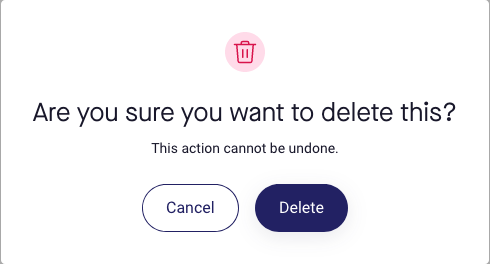 Are you sure you want to delete this?
This action cannot be undone.
Cancel
Delete